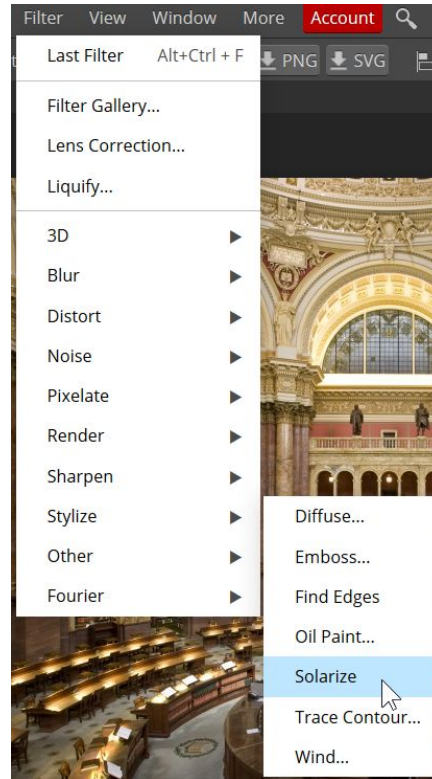 Filter View Window More Account
Last Filter Alt+Ctrl + F
PNG SVG
Filter Gallery...
Lens Correction...
Liquify...
3D
Blur
Distort
Noise
Pixelate
Render
Sharpen
Stylize
Diffuse...
Other
Emboss...
Fourier
Find Edges
Oil Paint...
Solarize
Trace Contour...
Wind...